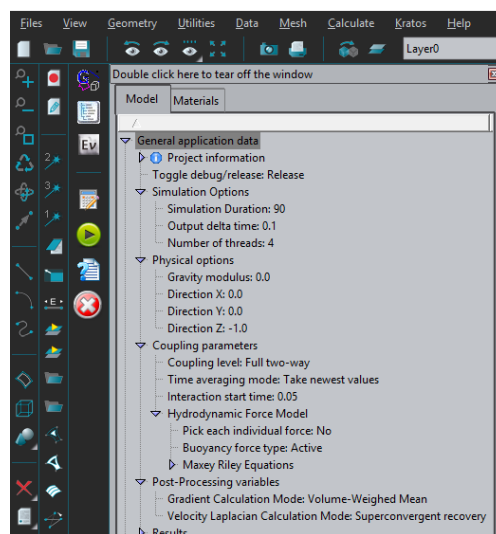 Files View Geometry Utilities Data Mesh Calculate Kratos Help
Layer0
Double click here to tear off the window
Model Materials
/
General application data
Project information
Toggle debug/release: Release
Simulation Options
Simulation Duration: 90
Output delta time: 0.1
Number of threads: 4
Physical options
Gravity modulus: 0.0
Direction X: 0.0
Direction Y: 0.0
Direction Z: -1.0
Coupling parameters
Coupling level: Full two-way
Time averaging mode: Take newest values
Interaction start time: 0.05
Hydrodynamic Force Model
Pick each individual force: No
Buoyancy force type: Active
Maxey Riley Equations
Post-Processing variables
Gradient Calculation Mode: Volume-Weighed Mean
Velocity Laplacian Calculation Mode: Superconvergent recovery
Results
Ev
2
3
1
E